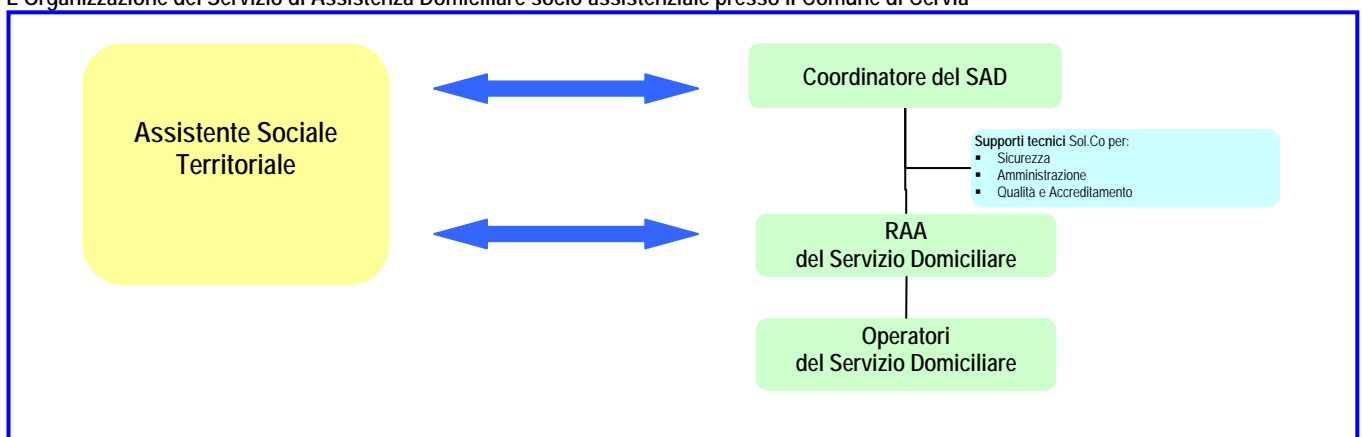 L'Organizzazione del Servizio di Assistenza Domiciliare socio assistenziale presso il Comune di Cervia
Assistente Sociale
Territoriale
Coordinatore del SAD
Supporti tecnici Sol.Co per:
▪ Sicurezza
▪ Amministrazione
▪ Qualità e Accreditamento
RAA
del Servizio Domiciliare
Operatori
del Servizio Domiciliare